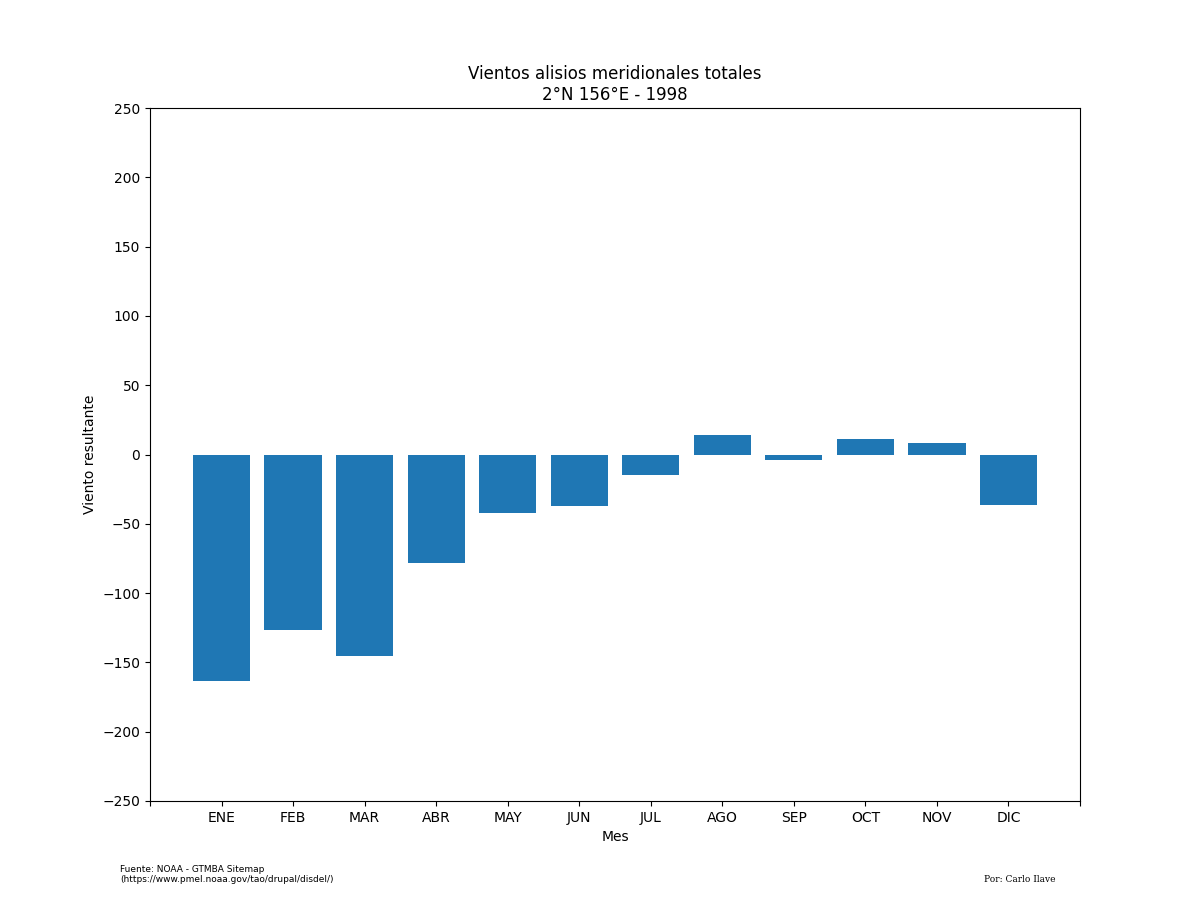 Vientos alisios meridionales totales
2°N 156°E - 1998
250
200
150
100
50
0
−50
−100
−150
−200
−250
Viento resultante
ENE FEB MAR ABR MAY JUN JUL AGO SEP OCT NOV DIC
Mes
Fuente: NOAA - GTMBA Sitemap
(https://www.pmel.noaa.gov/tao/drupal/disdel/)
Por: Carlo Ilave